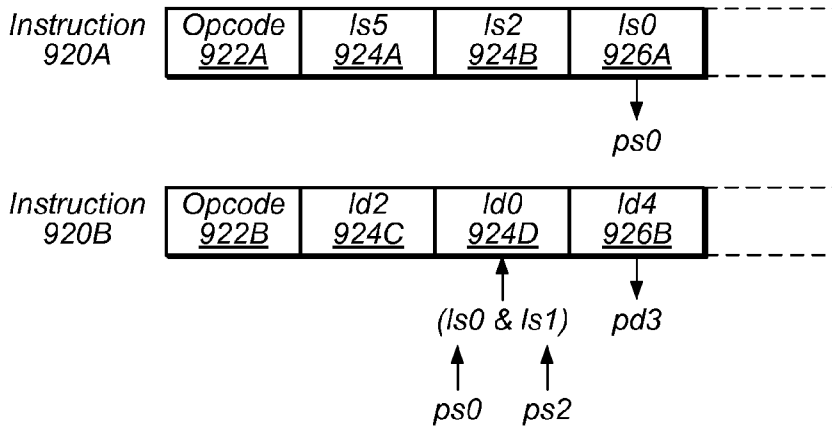 Instruction 920A
Opcode 922A
ls5 924A
ls2 924B
ls0 926A
ps0
Instruction 920B
Opcode 922B
ld2 924C
ld0 924D
ld4 926B
(ls0 & ls1)
pd3
ps0
ps2